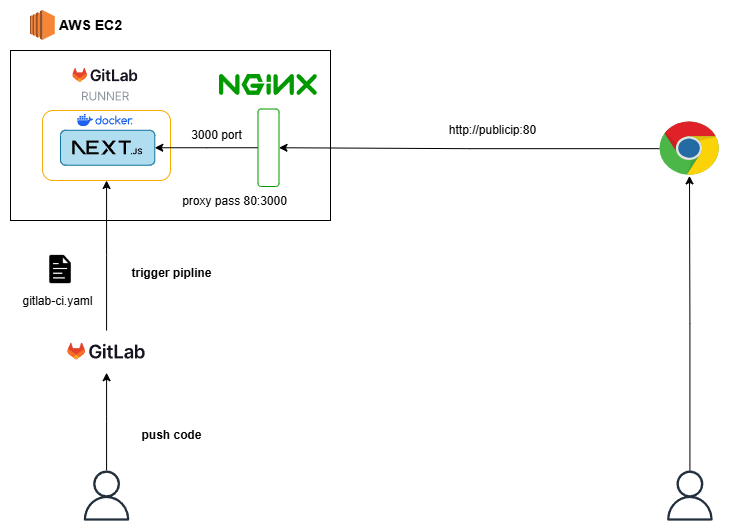 AWS EC2
GitLab
RUNNER
NGiNX
docker.
NEXT.JS
3000 port
http://publicip:80
proxy pass 80:3000
gitlab-ci.yaml
trigger pipline
GitLab
push code